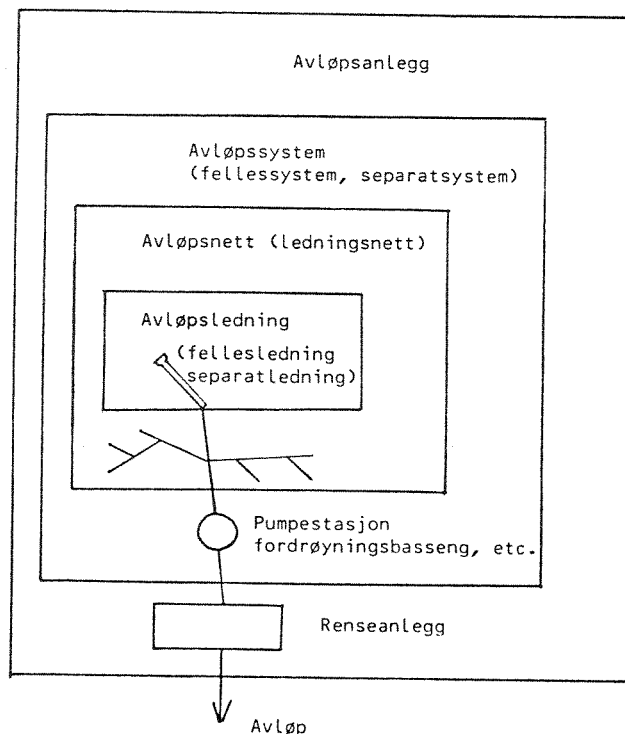 Avløpsanlegg
Avløpssystem
(fellessystem, separatsystem)
Avløpsnett (ledningsnett)
Avløpsledning
(fellesledning
separatledning)
Pumpestasjon
fordrøyningsbasseng, etc.
Renseanlegg
Avløp